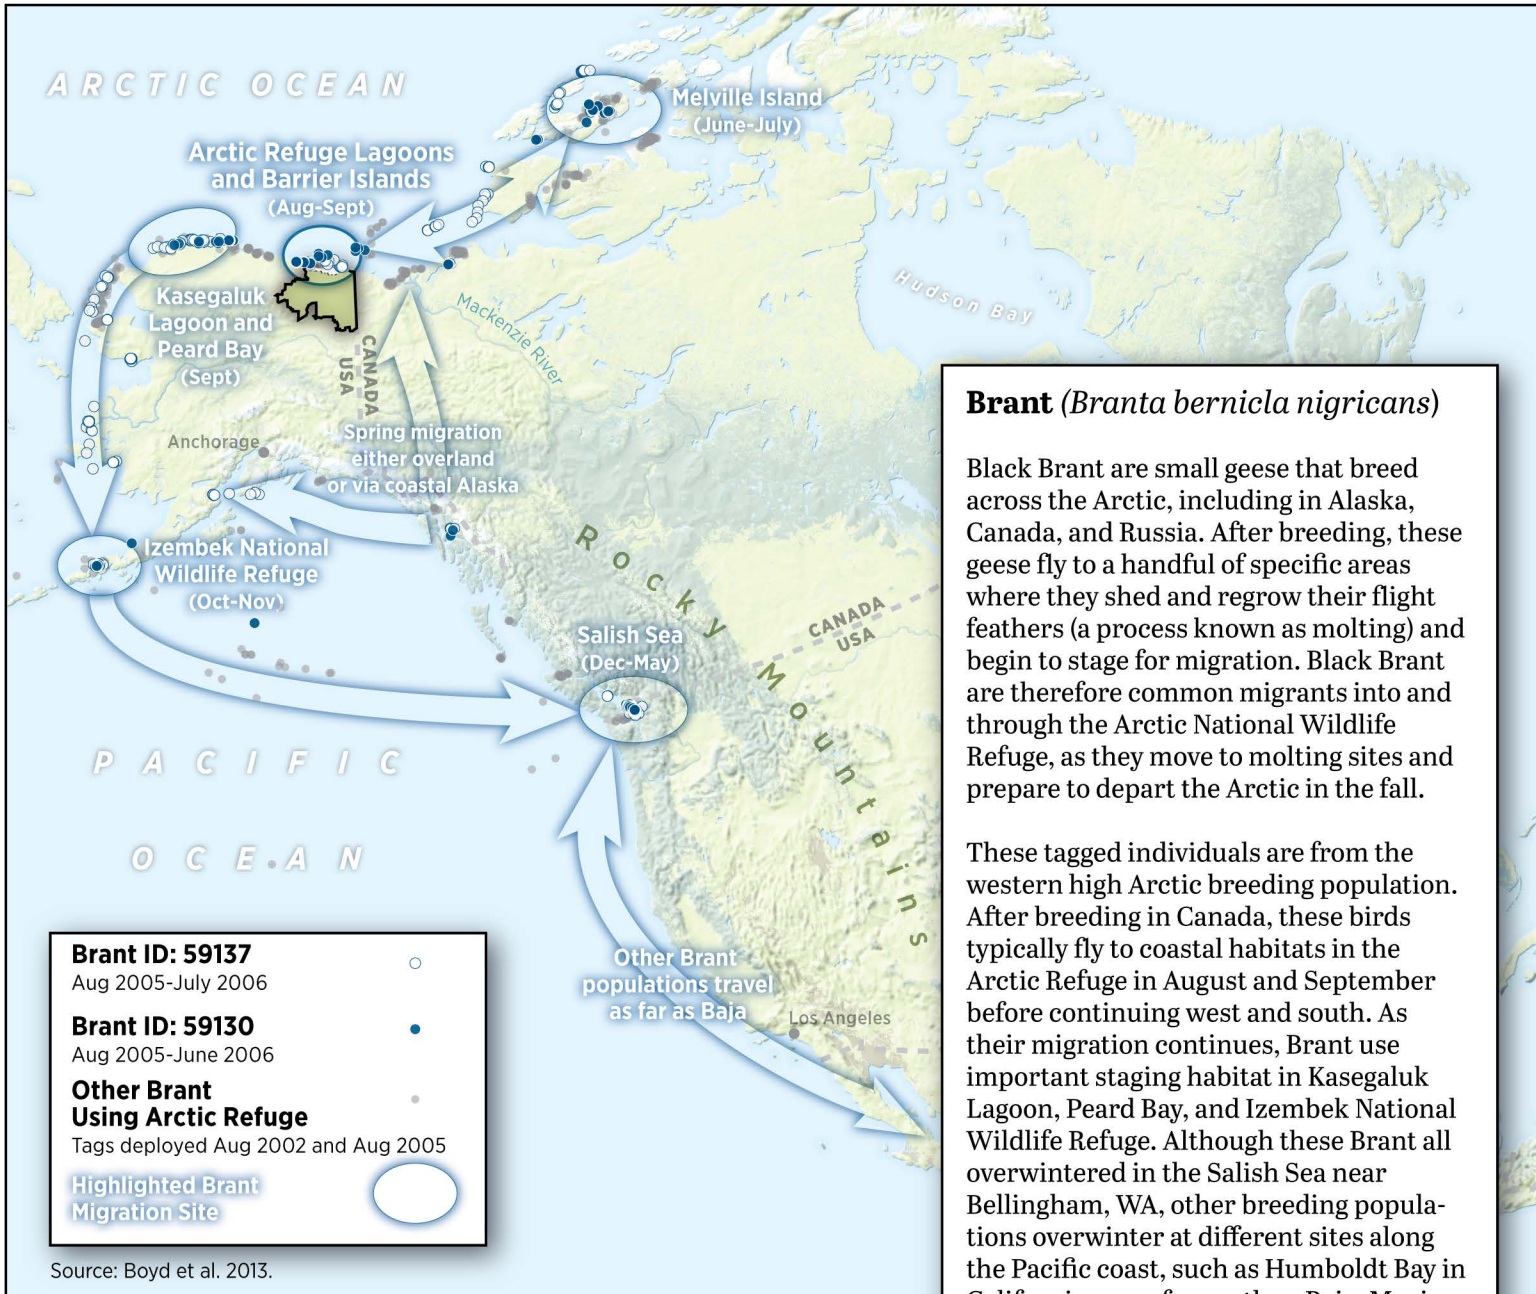 ARCTIC OCEAN
Melville Island
(June-July)
Arctic Refuge Lagoons
and Barrier Islands
(Aug-Sept)
Kasegaluk
Lagoon and
Peard Bay
(Sept)
CANADA
USA
Mackenzie River
Hudson Bay
Anchorage
Spring migration
either overland
or via coastal Alaska
Izembek National
Wildlife Refuge
(Oct-Nov)
Rocky Mountains
CANADA
USA
Salish Sea
(Dec-May)
PACIFIC
OCEAN
Other Brant
populations travel
as far as Baja
Los Angeles
Brant ID: 59137
Aug 2005-July 2006
Brant ID: 59130
Aug 2005-June 2006
Other Brant
Using Arctic Refuge
Tags deployed Aug 2002 and Aug 2005
Highlighted Brant
Migration Site
Source: Boyd et al. 2013.
Brant (Branta bernicla nigricans)
Black Brant are small geese that breed
across the Arctic, including in Alaska,
Canada, and Russia. After breeding, these
geese fly to a handful of specific areas
where they shed and regrow their flight
feathers (a process known as molting) and
begin to stage for migration. Black Brant
are therefore common migrants into and
through the Arctic National Wildlife
Refuge, as they move to molting sites and
prepare to depart the Arctic in the fall.
These tagged individuals are from the
western high Arctic breeding population.
After breeding in Canada, these birds
typically fly to coastal habitats in the
Arctic Refuge in August and September
before continuing west and south. As
their migration continues, Brant use
important staging habitat in Kasegaluk
Lagoon, Peard Bay, and Izembek National
Wildlife Refuge. Although these Brant all
overwintered in the Salish Sea near
Bellingham, WA, other breeding popula-
tions overwinter at different sites along
the Pacific coast, such as Humboldt Bay in